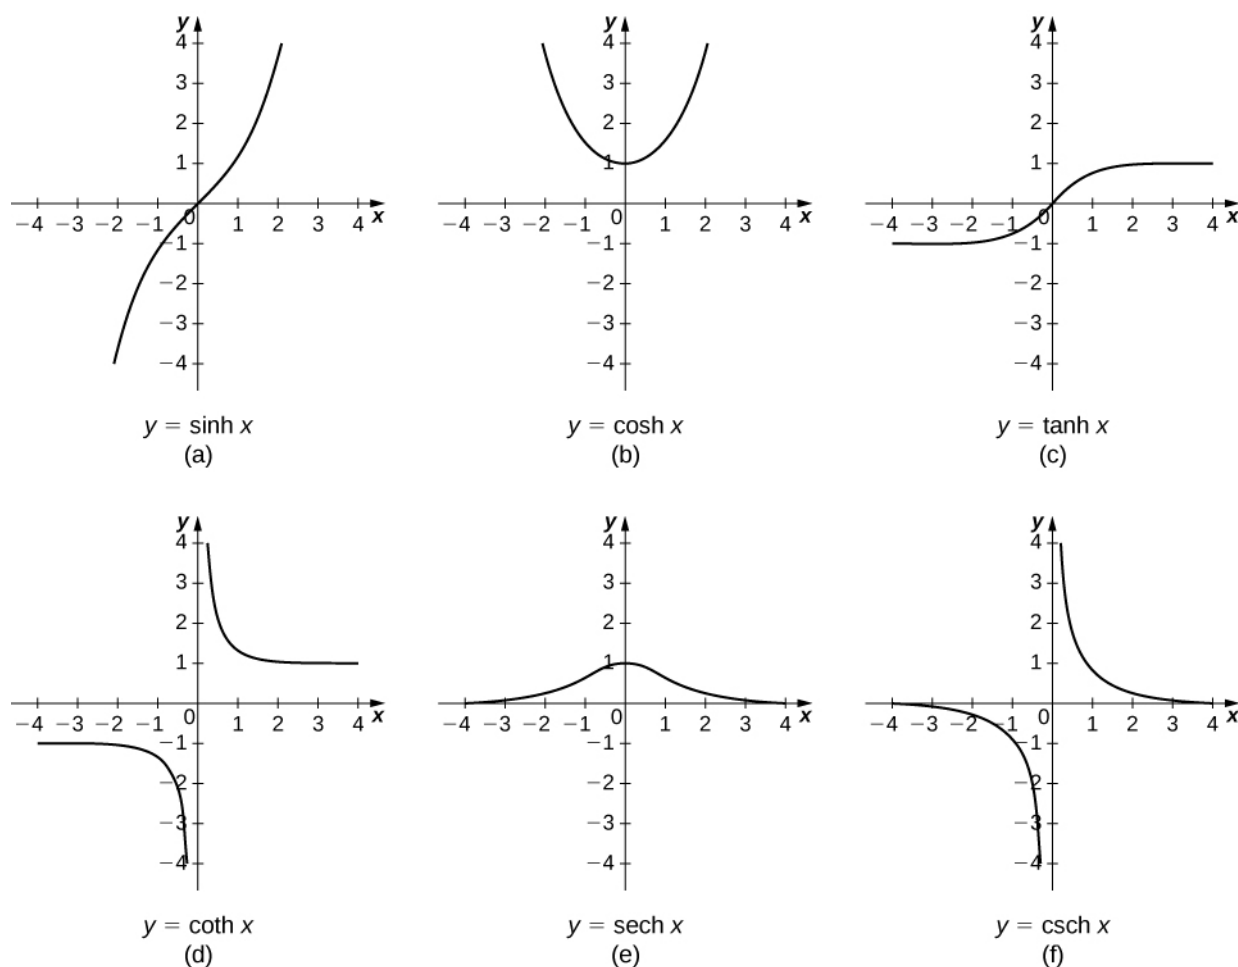 y
4
3
2
1
−4 −3 −2 −1 0 1 2 3 4 x
−1
−2
−3
−4
y = sinh x
(a)
y
4
3
2
1
−4 −3 −2 −1 0 1 2 3 4 x
−1
−2
−3
−4
y = cosh x
(b)
y
4
3
2
1
−4 −3 −2 −1 0 1 2 3 4 x
−1
−2
−3
−4
y = tanh x
(c)
y
4
3
2
1
−4 −3 −2 −1 0 1 2 3 4 x
−1
−2
−3
−4
y = coth x
(d)
y
4
3
2
1
−4 −3 −2 −1 0 1 2 3 4 x
−1
−2
−3
−4
y = sech x
(e)
y
4
3
2
1
−4 −3 −2 −1 0 1 2 3 4 x
−1
−2
−3
−4
y = csch x
(f)